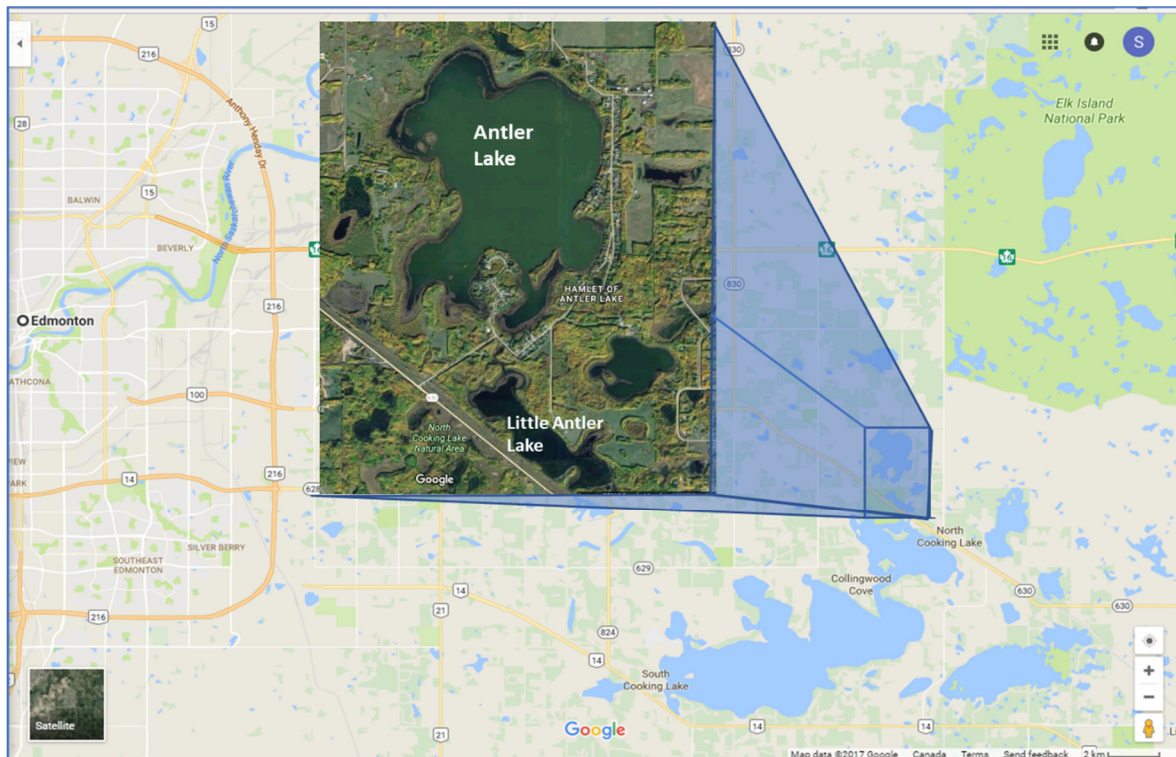 15
216
830
Elk Island
National Park
S
28
Anthony Henday Dr
Antler
Lake
North Saskatchewan River
15
BALWIN
BEVERLY
16
16
16
830
216
HAMLET OF
ANTLER LAKE
Edmonton
100
Little Antler
Lake
North
Cooking Lake
Natural Area
Google
14
216
628
SILVER BERRY
SOUTHEAST
EDMONTON
North
Cooking Lake
Collingwood
Cove
629
14
21
630
630
216
824
14
South
Cooking Lake
Satellite
Google
14
14
21
Map data ©2017 Google
Canada
Terms
Send feedback
2 km